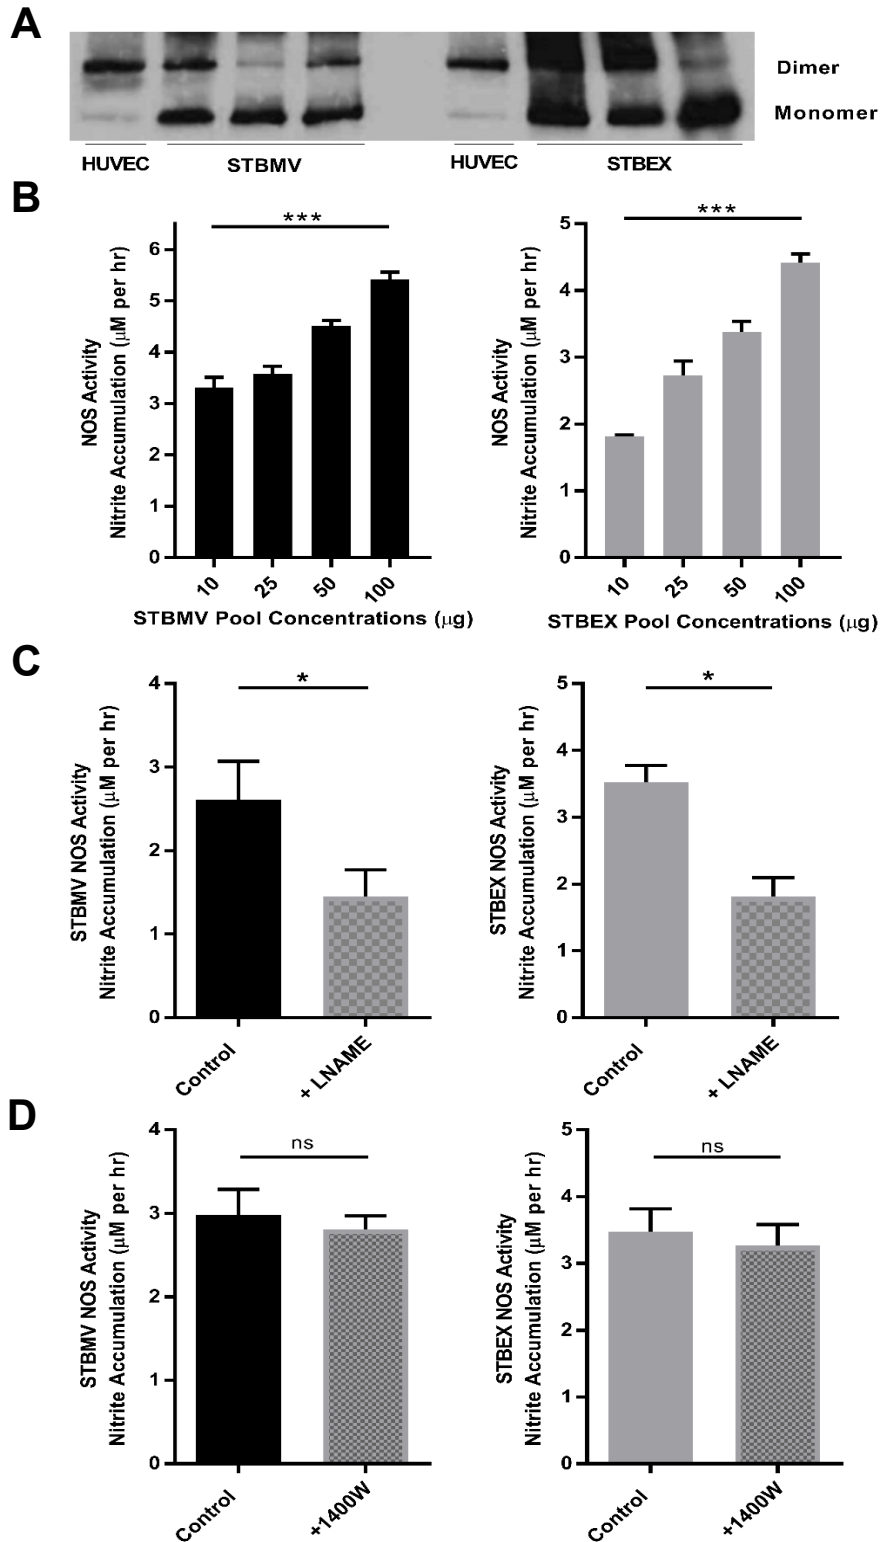 A
Dimer
Monomer
HUVEC
STBMV
HUVEC
STBEX
B
NOS Activity
Nitrite Accumulation (µM per hr)
6
5
4
3
2
1
0
***
10
25
50
100
STBMV Pool Concentrations (µg)
NOS Activity
Nitrite Accumulation (µM per hr)
5
4
3
2
1
0
***
10
25
50
100
STBEX Pool Concentrations (µg)
C
STBMV NOS Activity
Nitrite Accumulation (µM per hr)
4
3
2
1
0
*
Control
+ LNAME
STBEX NOS Activity
Nitrite Accumulation (µM per hr)
5
4
3
2
1
0
*
Control
+ LNAME
D
STBMV NOS Activity
Nitrite Accumulation (µM per hr)
4
3
2
1
0
ns
Control
+1400W
STBEX NOS Activity
Nitrite Accumulation (µM per hr)
5
4
3
2
1
0
ns
Control
+1400W